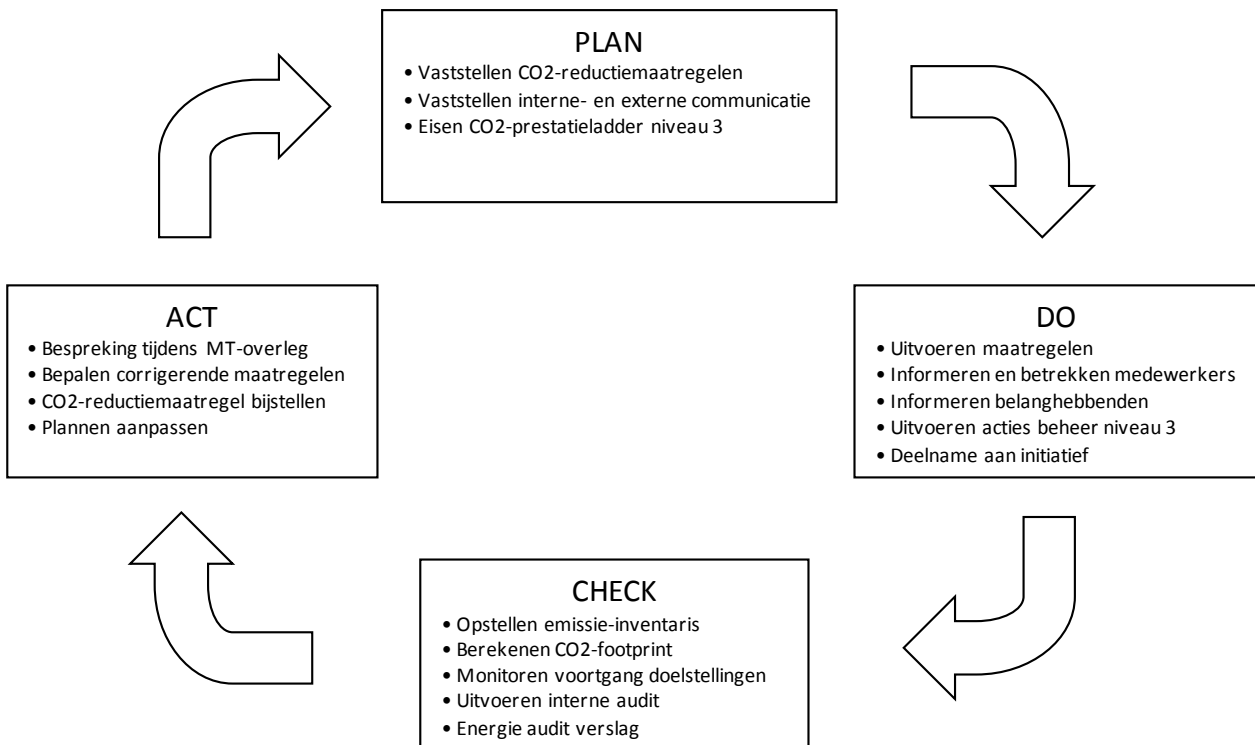 PLAN
• Vaststellen CO2-reductiemaatregelen
• Vaststellen interne- en externe communicatie
• Eisen CO2-prestatieladder niveau 3
ACT
• Bespreking tijdens MT-overleg
• Bepalen corrigerende maatregelen
• CO2-reductiemaatregel bijstellen
• Plannen aanpassen
DO
• Uitvoeren maatregelen
• Informeren en betrekken medewerkers
• Informeren belanghebbenden
• Uitvoeren acties beheer niveau 3
• Deelname aan initiatief
CHECK
• Opstellen emissie-inventaris
• Berekenen CO2-footprint
• Monitoren voortgang doelstellingen
• Uitvoeren interne audit
• Energie audit verslag